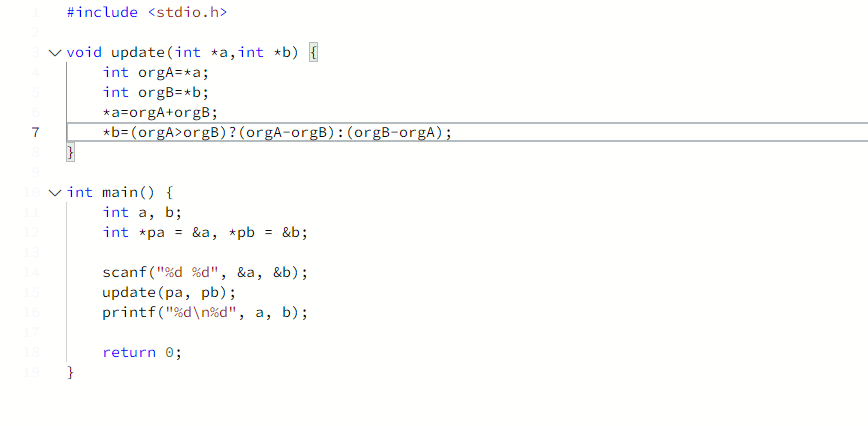 1 #include <stdio.h>
2
3 void update(int *a,int *b) {
4 int orgA=*a;
5 int orgB=*b;
6 *a=orgA+orgB;
7 *b=(orgA>orgB)?(orgA-orgB):(orgB-orgA);
8 }
9
10 int main() {
11 int a, b;
12 int *pa = &a, *pb = &b;
13
14 scanf("%d %d", &a, &b);
15 update(pa, pb);
16 printf("%d\n%d", a, b);
17
18 return 0;
19 }